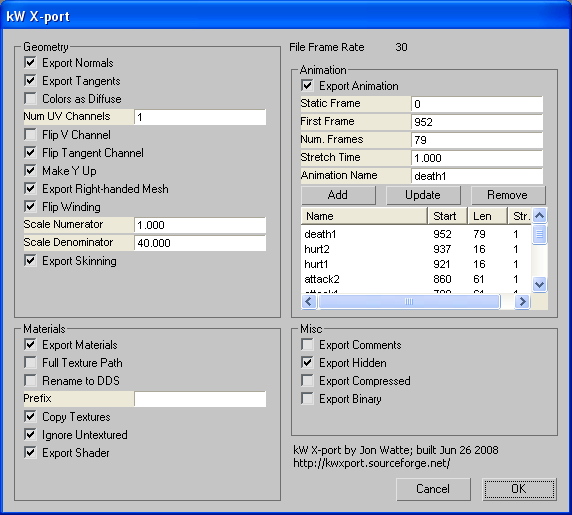 kW X-port
Geometry
Export Normals
Export Tangents
Colors as Diffuse
Num UV Channels 1
Flip V Channel
Flip Tangent Channel
Make Y Up
Export Right-handed Mesh
Flip Winding
Scale Numerator 1.000
Scale Denominator 40.000
Export Skinning
Materials
Export Materials
Full Texture Path
Rename to DDS
Prefix
Copy Textures
Ignore Untextured
Export Shader
File Frame Rate 30
Animation
Export Animation
Static Frame 0
First Frame 952
Num. Frames 79
Stretch Time 1.000
Animation Name death1
Add Update Remove
Name Start Len Str.
death1 952 79 1
hurt2 937 16 1
hurt1 921 16 1
attack2 860 61 1
attack1 799 61 1
Misc
Export Comments
Export Hidden
Export Compressed
Export Binary
kW X-port by Jon Watte; built Jun 26 2008
http://kwxport.sourceforge.net/
Cancel OK